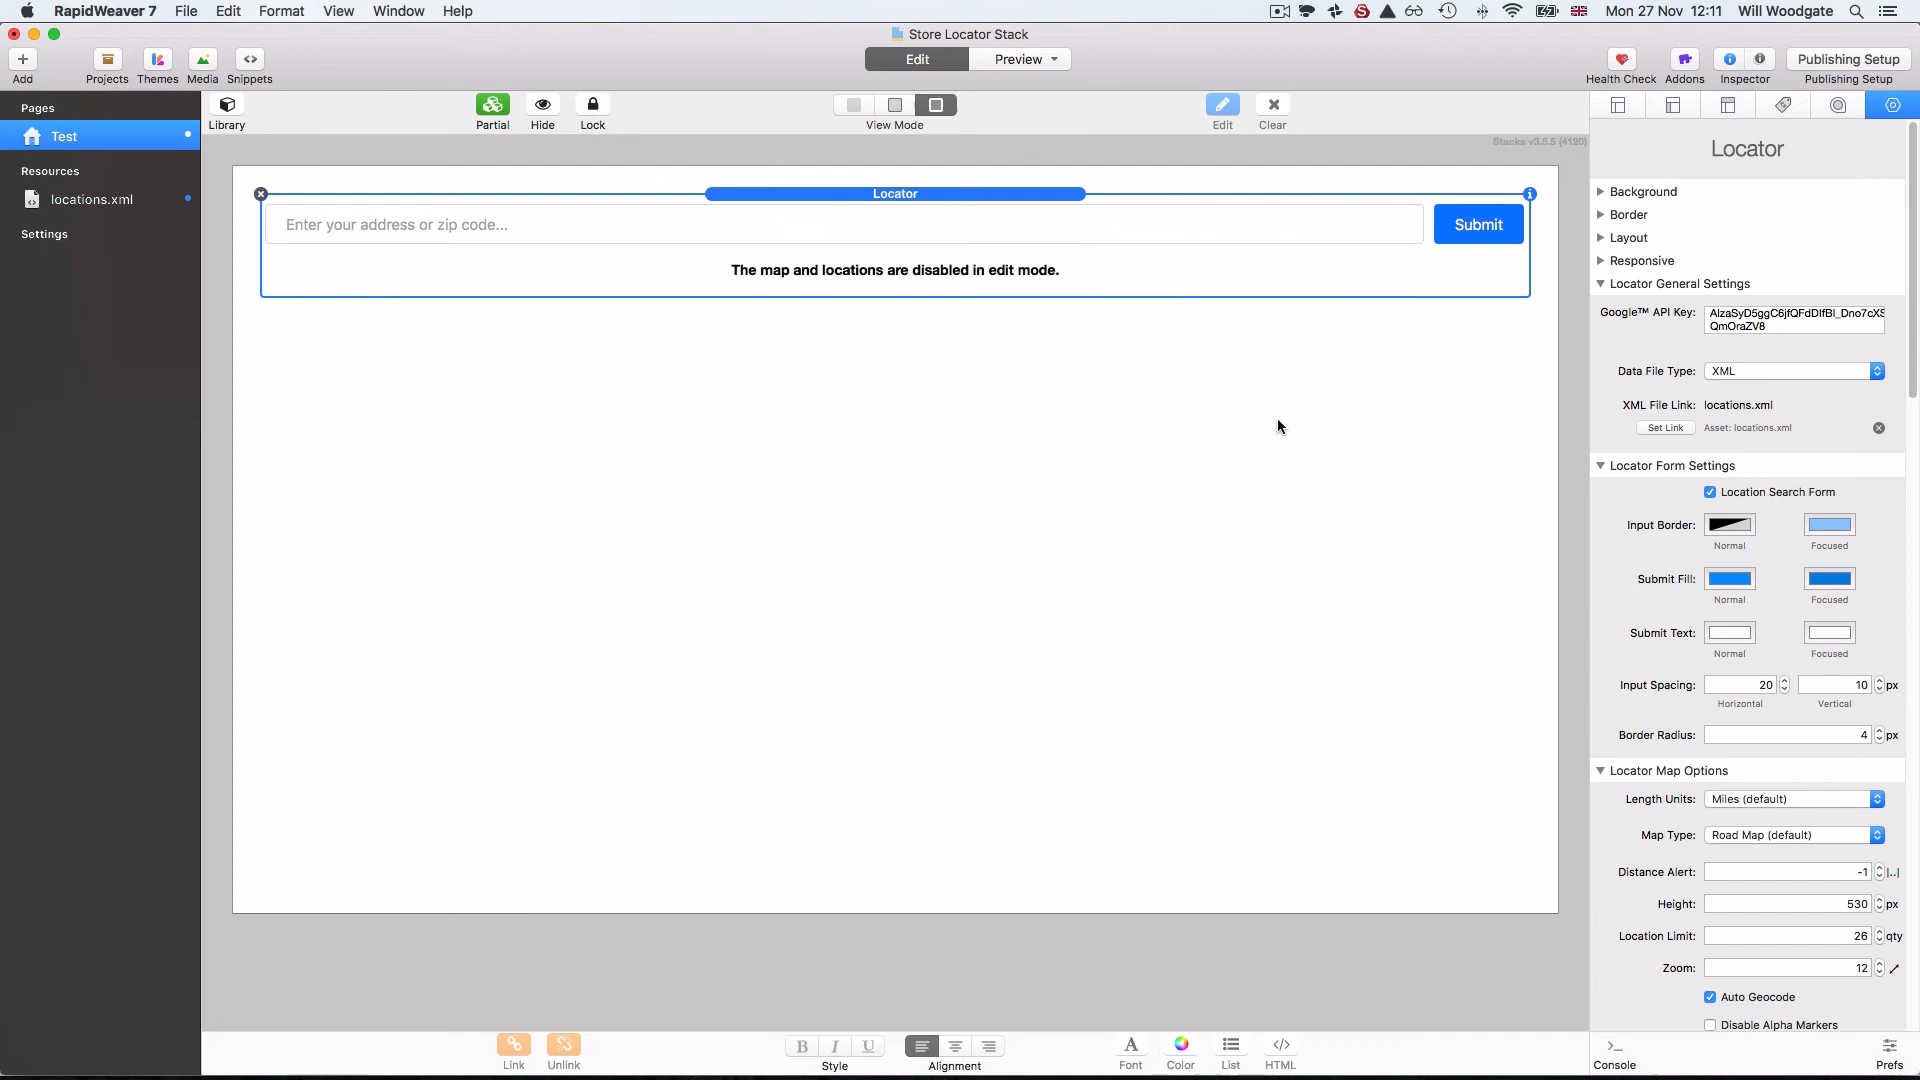 RapidWeaver 7 File Edit Format View Window Help
Mon 27 Nov 12:11 Will Woodgate
Store Locator Stack
Add
Projects Themes Media Snippets
Edit Preview
Health Check Addons Inspector
Publishing Setup
Publishing Setup
Pages
Test
Resources
locations.xml
Settings
Library
Partial Hide Lock
View Mode
Edit Clear
Stacks v3.5.5 (4120)
Locator
Enter your address or zip code...
Submit
The map and locations are disabled in edit mode.
Locator
Background
Border
Layout
Responsive
Locator General Settings
Google™ API Key:
QmOraZV8
Data File Type: XML
XML File Link: locations.xml
Set Link Asset: locations.xml
Locator Form Settings
Location Search Form
Input Border:
Normal Focused
Submit Fill:
Normal Focused
Submit Text:
Normal Focused
Input Spacing: 20 10 px
Horizontal Vertical
Border Radius: 4 px
Locator Map Options
Length Units: Miles (default)
Map Type: Road Map (default)
Distance Alert: -1 |..|
Height: 530 px
Location Limit: 26 qty
Zoom: 12
Auto Geocode
Disable Alpha Markers
Link Unlink
B I U
Style
Alignment
A
Font Color List HTML
Console
Prefs